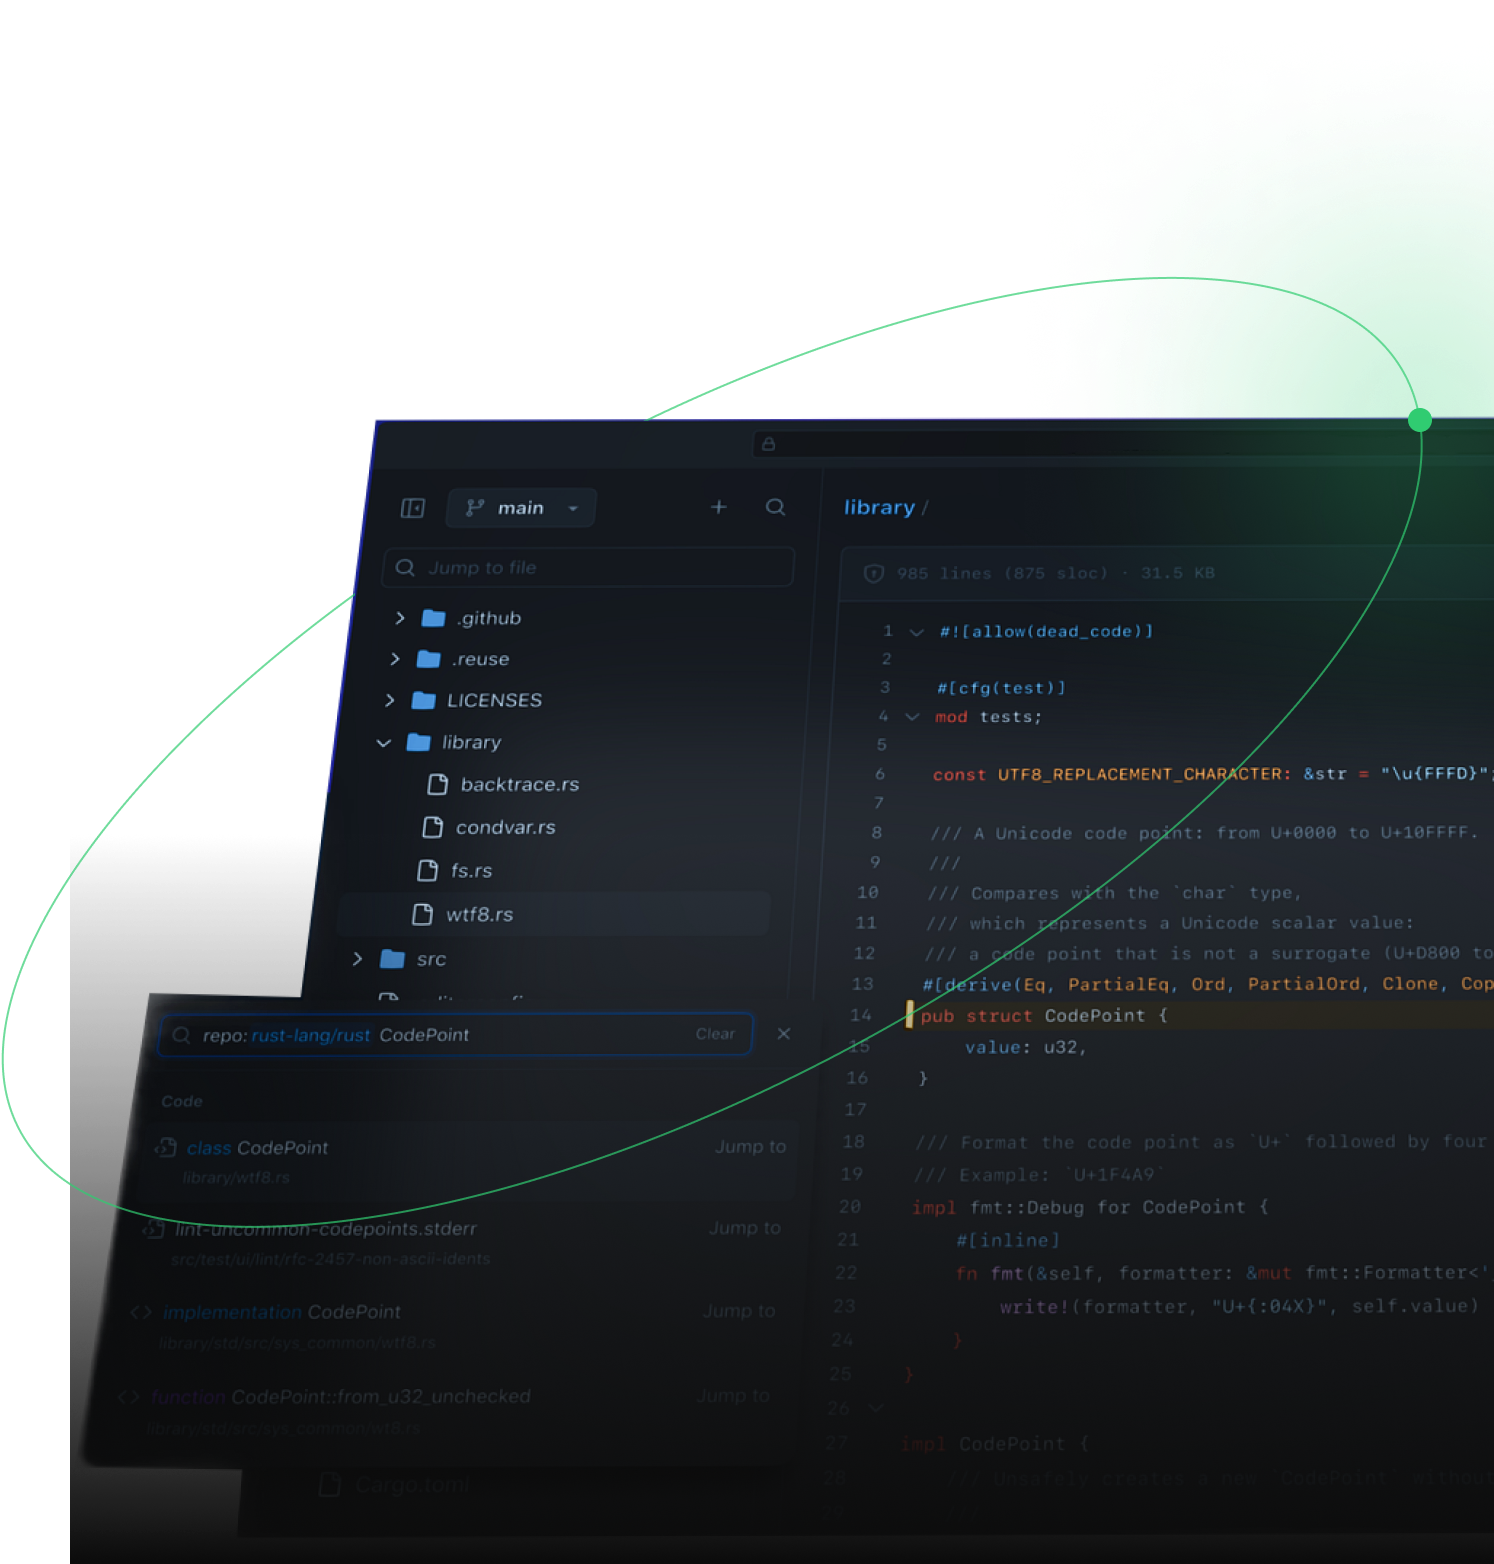 main
library /
Jump to file
985 lines (875 sloc) · 31.5 KB
.github
.reuse
LICENSES
library
backtrace.rs
condvar.rs
fs.rs
wtf8.rs
src
repo:rust-lang/rust CodePoint Clear
Code
class CodePoint Jump to
library/wtf8.rs
lint-uncommon-codepoints.stderr Jump to
src/test/ui/lint/rfc-2457-non-ascii-idents
implementation CodePoint Jump to
library/std/src/sys_common/wtf8.rs
function CodePoint::from_u32_unchecked Jump to
library/std/src/sys_common/wt8.rs
Cargo.toml
1 #![allow(dead_code)]
2
3 #[cfg(test)]
4 mod tests;
5
6 const UTF8_REPLACEMENT_CHARACTER: &str = "\u{FFFD}";
7
8 /// A Unicode code point: from U+0000 to U+10FFFF.
9 ///
10 /// Compares with the `char` type,
11 /// which represents a Unicode scalar value:
12 /// a code point that is not a surrogate (U+D800 to
13 #[derive(Eq, PartialEq, Ord, PartialOrd, Clone, Cop
14 pub struct CodePoint {
15 value: u32,
16 }
17
18 /// Format the code point as `U+` followed by four
19 /// Example: `U+1F4A9`
20 impl fmt::Debug for CodePoint {
21 #[inline]
22 fn fmt(&self, formatter: &mut fmt::Formatter<'
23 write!(formatter, "U+{:04X}", self.value)
24 }
25 }
26
27 impl CodePoint {
28 /// Unsafely creates a new `CodePoint` without
29 ///